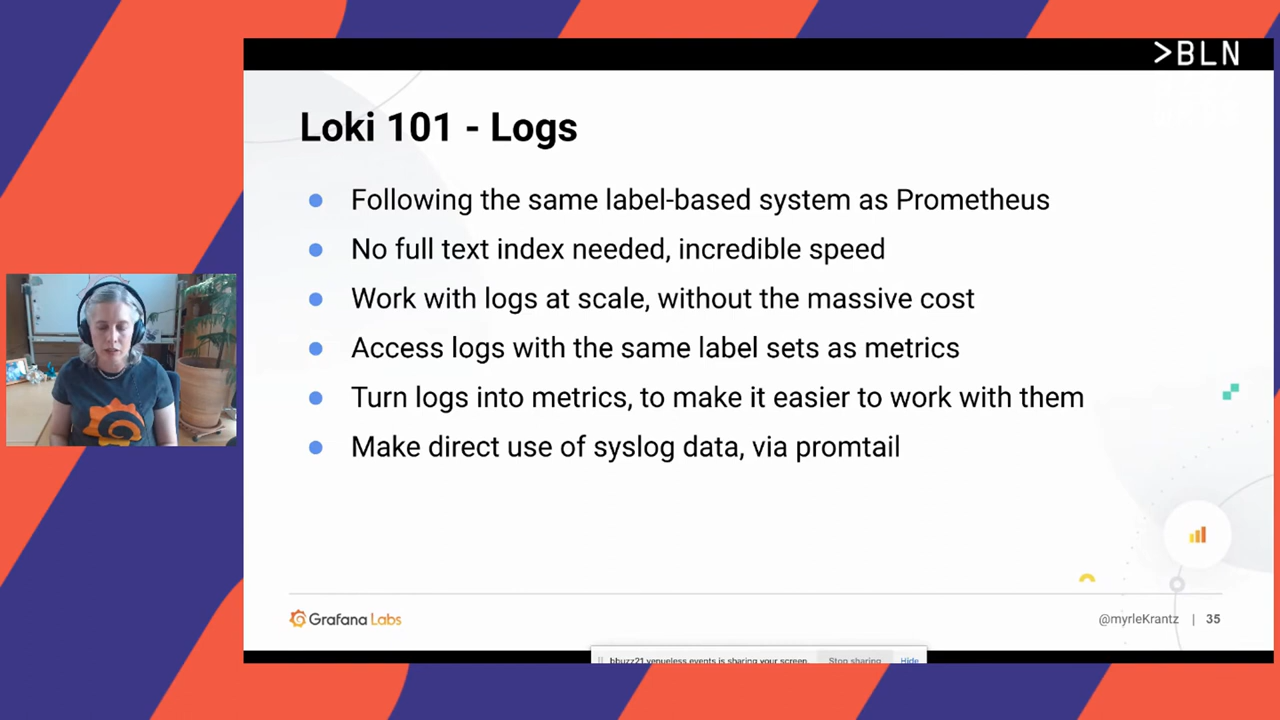 >BLN
Loki 101 - Logs
Following the same label-based system as Prometheus
No full text index needed, incredible speed
Work with logs at scale, without the massive cost
Access logs with the same label sets as metrics
Turn logs into metrics, to make it easier to work with them
Make direct use of syslog data, via promtail
Grafana Labs
@myrleKrantz | 35
bbuzz21.venueless.events is sharing your screen. Stop sharing Hide